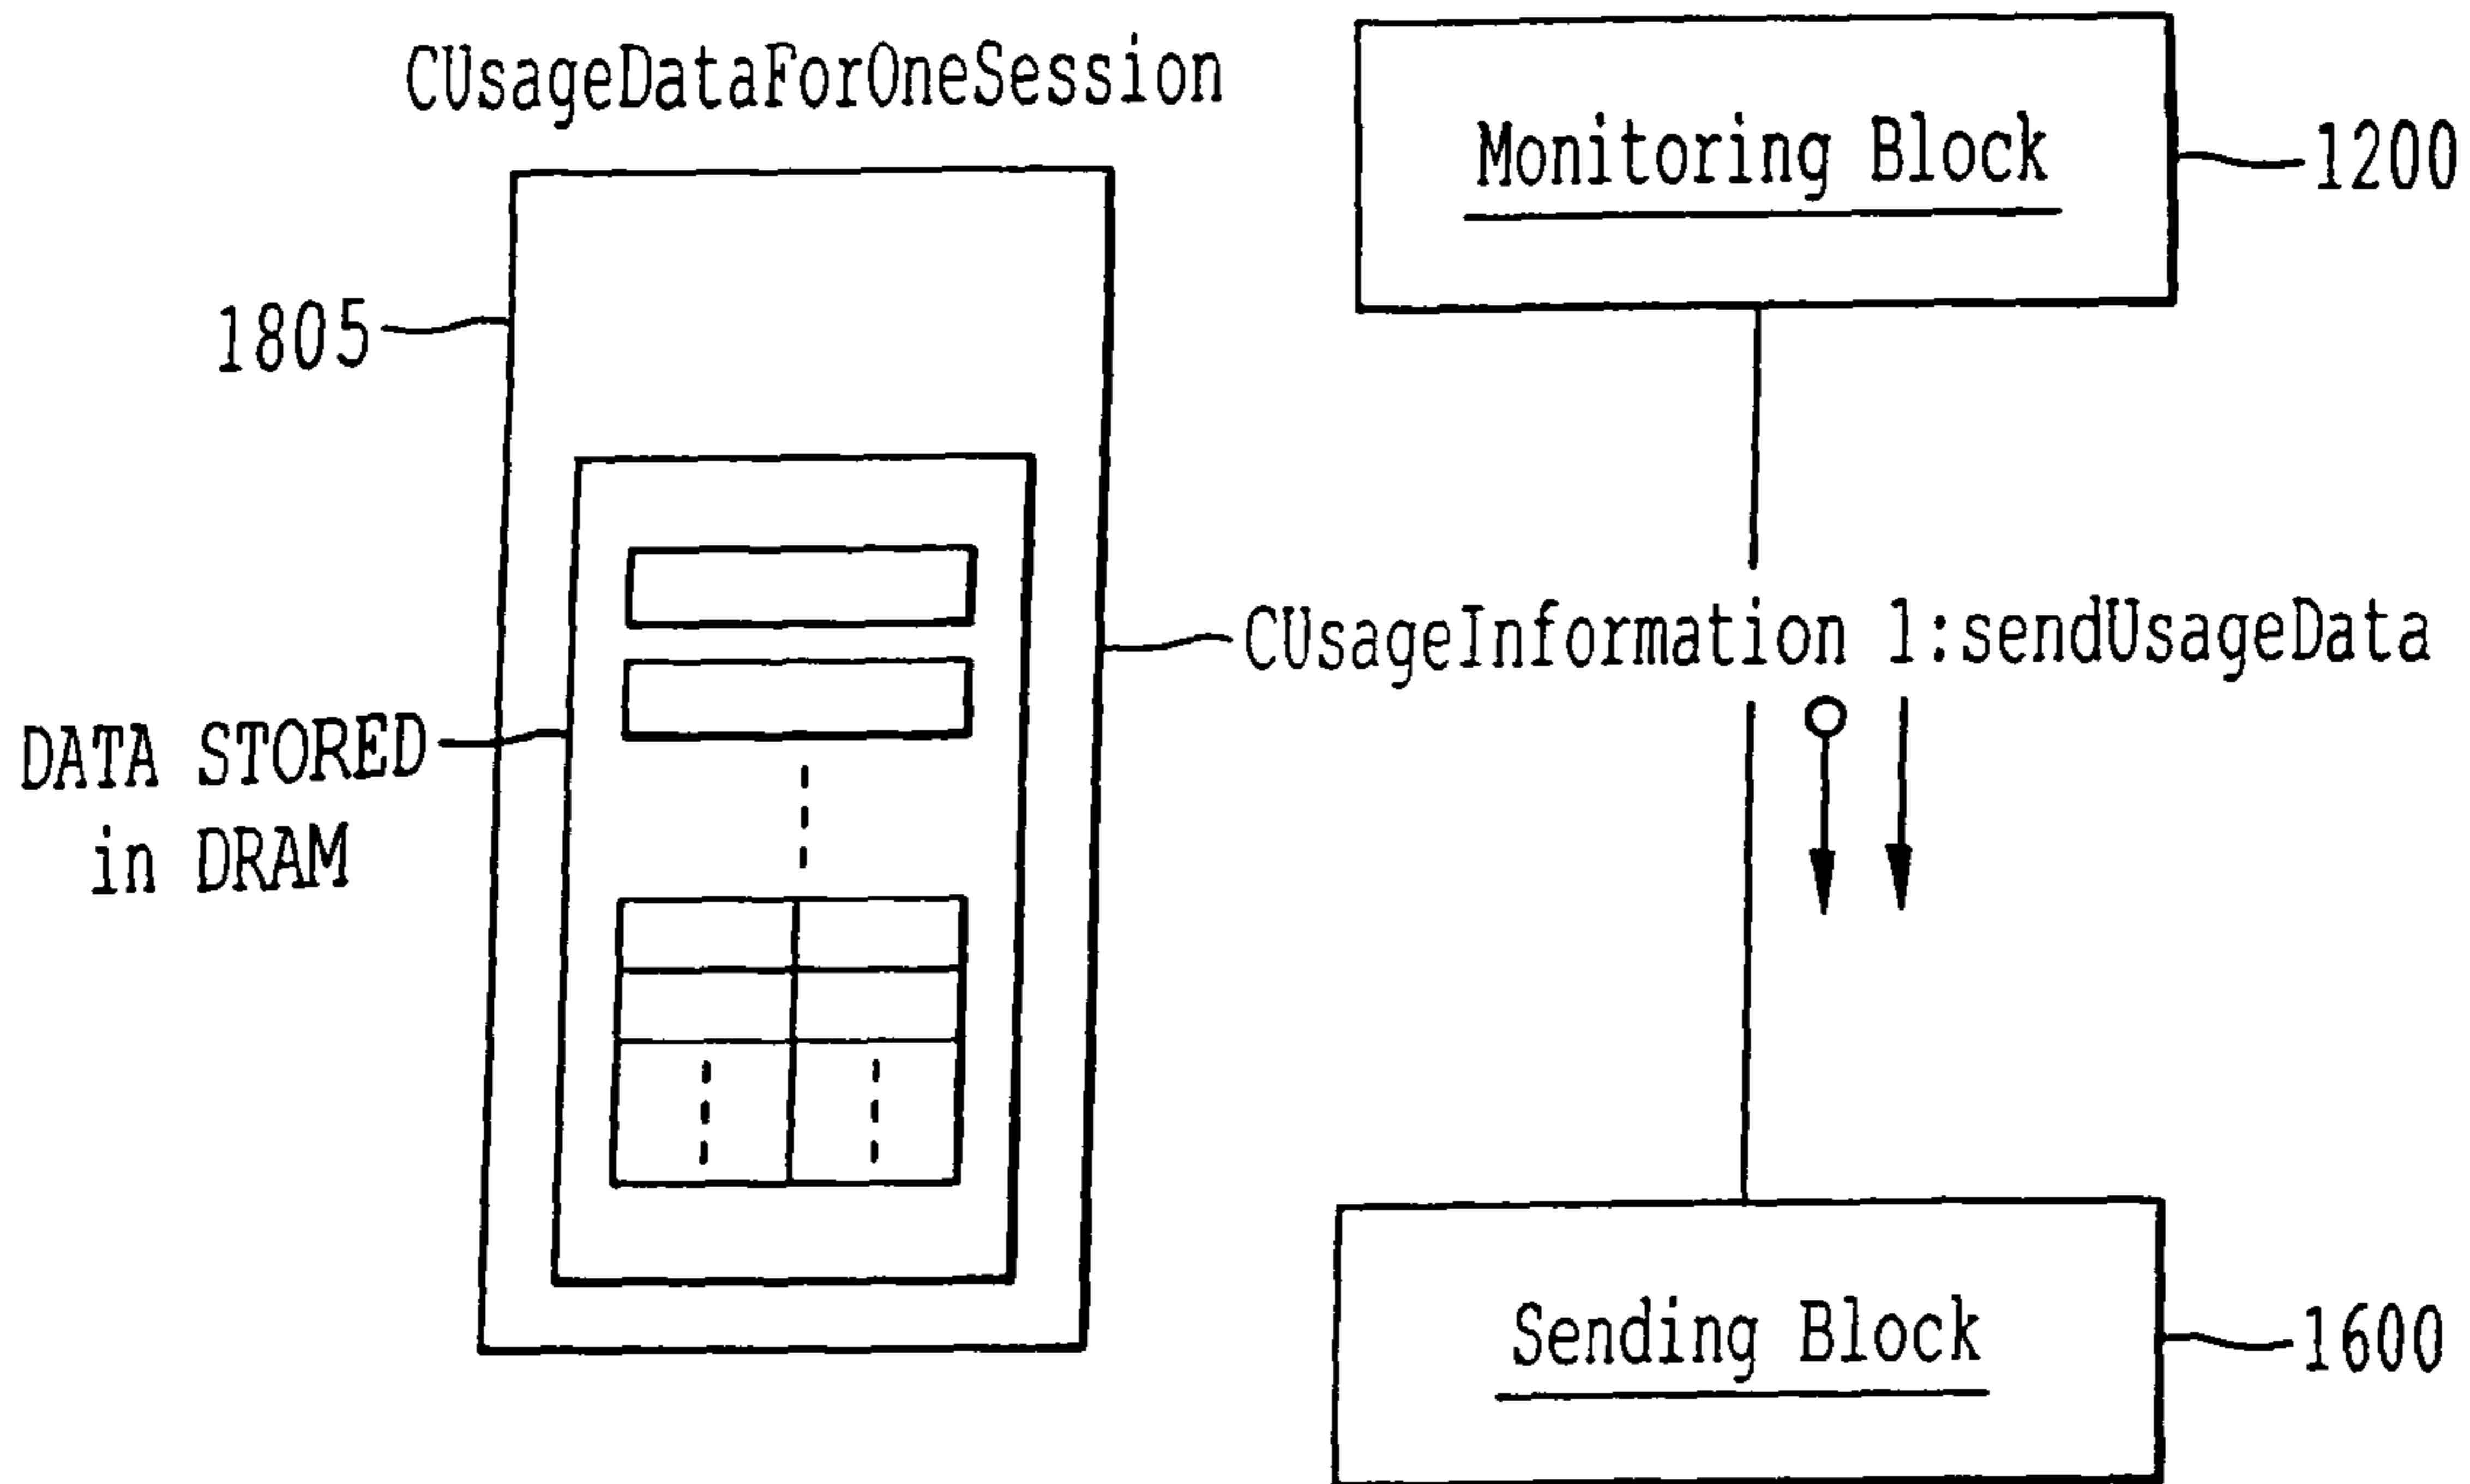 CUsageDataForOneSession
Monitoring Block
1200
1805
CUsageInformation 1:sendUsageData
DATA STORED
in DRAM
Sending Block
1600